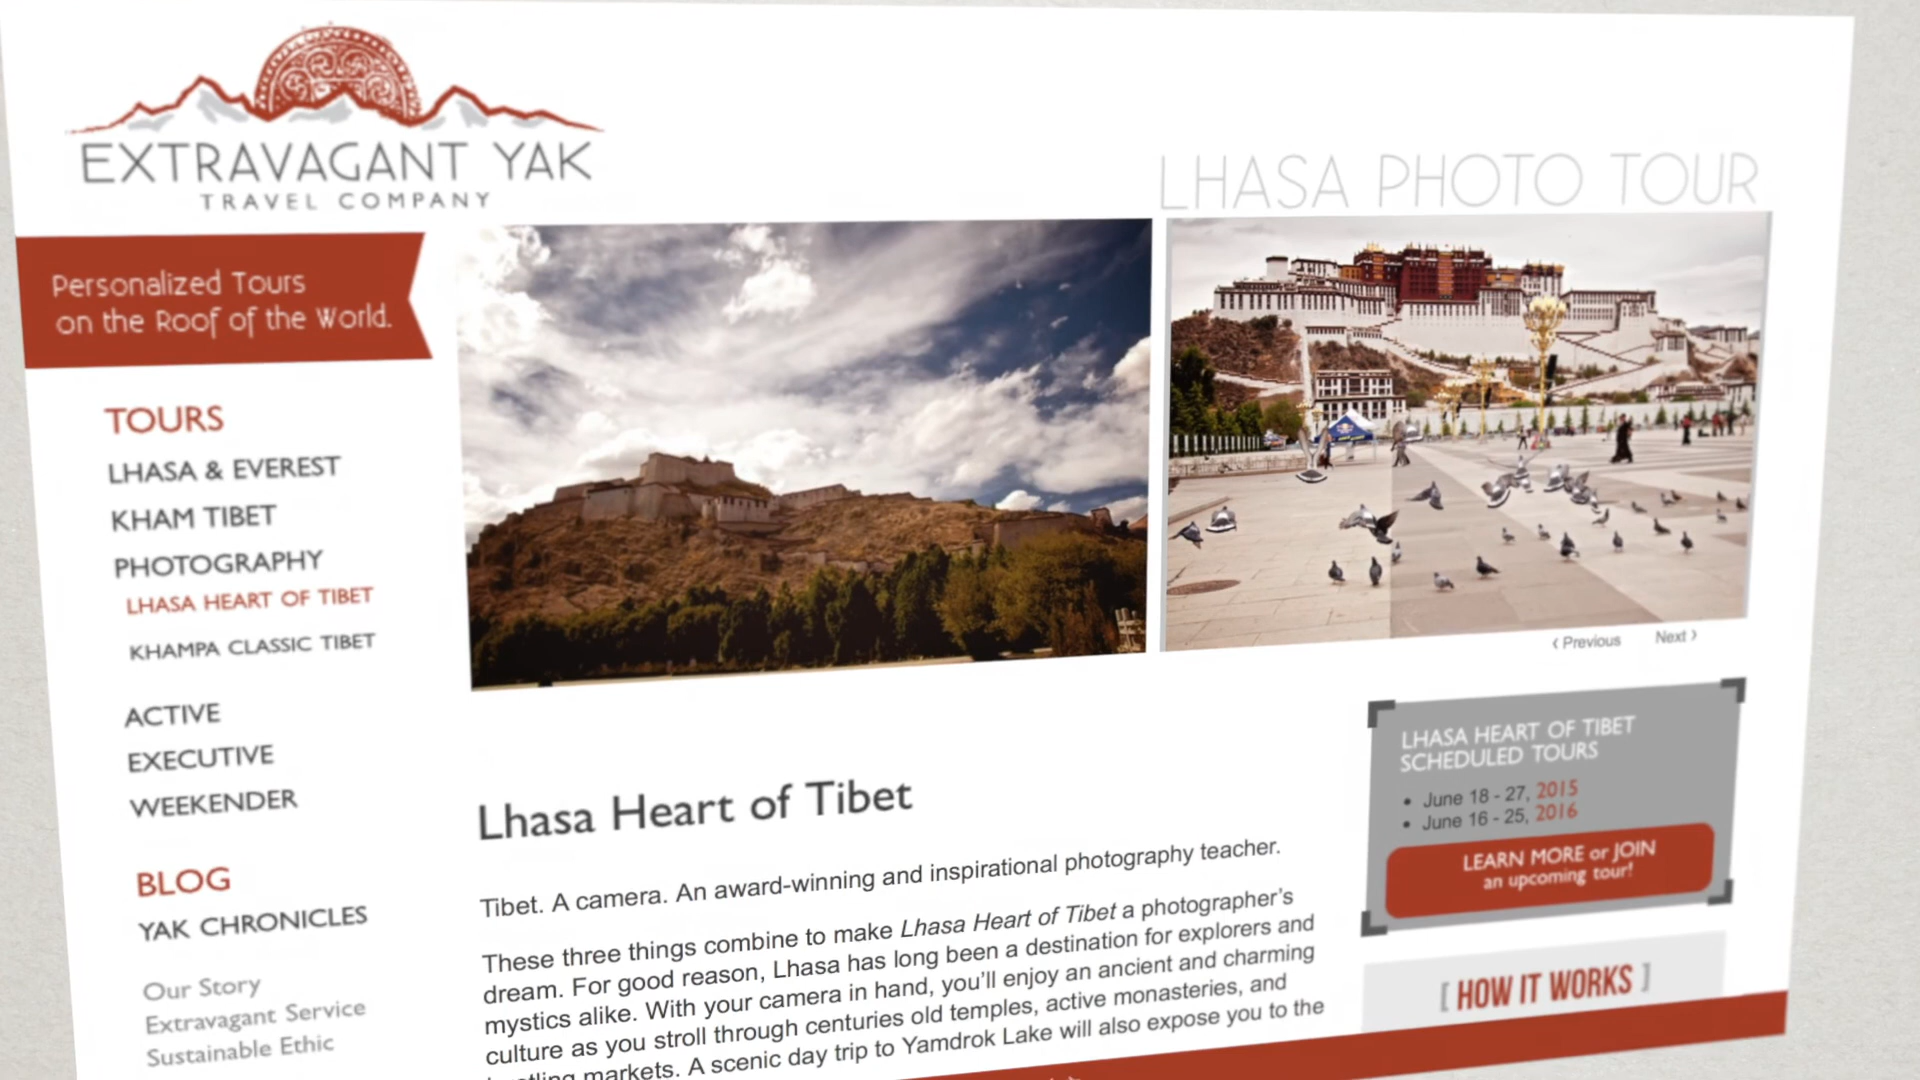 EXTRAVAGANT YAK
TRAVEL COMPANY
LHASA PHOTO TOUR
Personalized Tours
on the Roof of the World.
TOURS
LHASA & EVEREST
KHAM TIBET
PHOTOGRAPHY
LHASA HEART OF TIBET
KHAMPA CLASSIC TIBET
ACTIVE
EXECUTIVE
WEEKENDER
BLOG
YAK CHRONICLES
Our Story
Extravagant Service
Sustainable Ethic
‹ Previous Next ›
Lhasa Heart of Tibet
Tibet. A camera. An award-winning and inspirational photography teacher.
These three things combine to make Lhasa Heart of Tibet a photographer's
dream. For good reason, Lhasa has long been a destination for explorers and
mystics alike. With your camera in hand, you'll enjoy an ancient and charming
culture as you stroll through centuries old temples, active monasteries, and
markets. A scenic day trip to Yamdrok Lake will also expose you to the
LHASA HEART OF TIBET
SCHEDULED TOURS
• June 18 - 27, 2015
• June 16 - 25, 2016
LEARN MORE or JOIN
an upcoming tour!
[ HOW IT WORKS ]